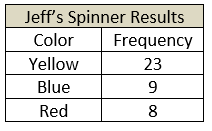 Jeff's Spinner Results
Color Frequency
Yellow 23
Blue 9
Red 8